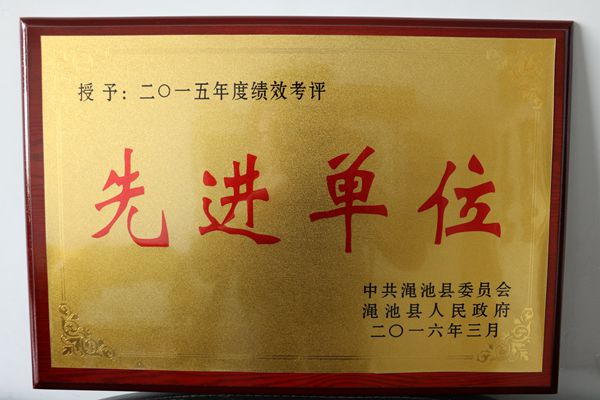 授予：二〇一五年度绩效考评
先进单位
中共渑池县委员会
渑池县人民政府
二〇一六年三月